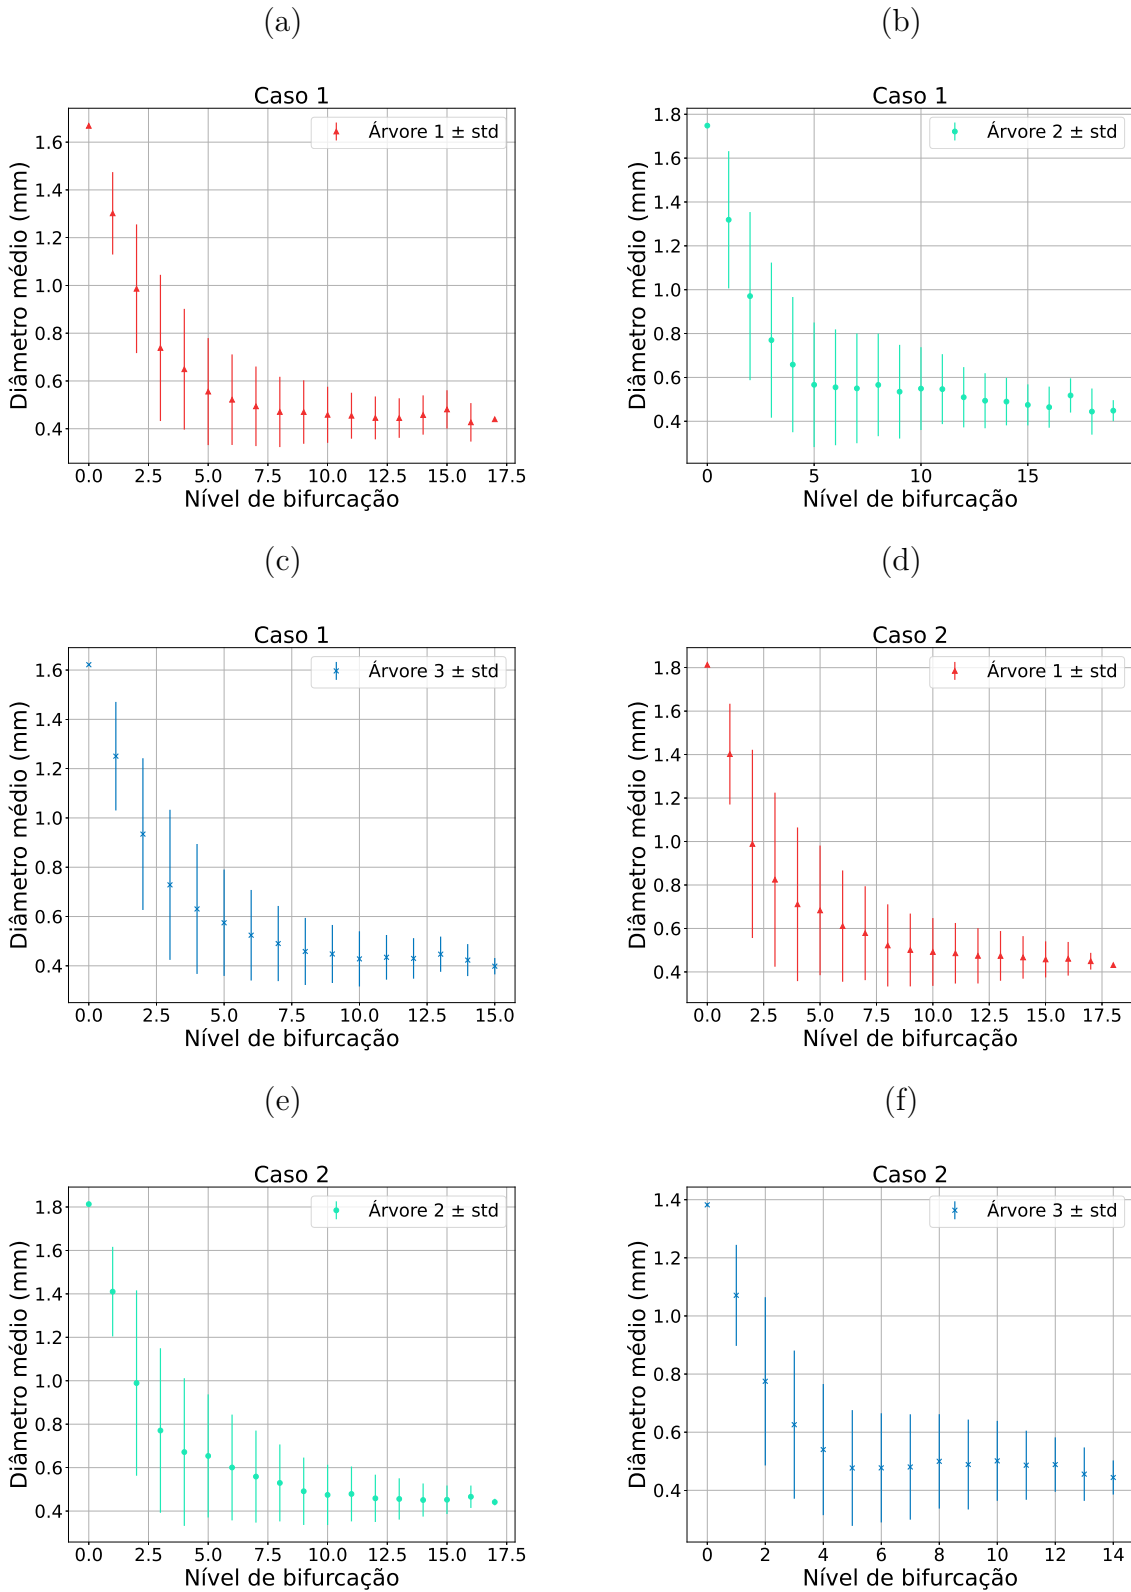 (a)
Caso 1
Árvore 1 ± std
Diâmetro médio (mm)
1.6
1.4
1.2
1.0
0.8
0.6
0.4
0.0 2.5 5.0 7.5 10.0 12.5 15.0 17.5
Nível de bifurcação
(b)
Caso 1
Árvore 2 ± std
Diâmetro médio (mm)
1.8
1.6
1.4
1.2
1.0
0.8
0.6
0.4
0 5 10 15
Nível de bifurcação
(c)
Caso 1
Árvore 3 ± std
Diâmetro médio (mm)
1.6
1.4
1.2
1.0
0.8
0.6
0.4
0.0 2.5 5.0 7.5 10.0 12.5 15.0
Nível de bifurcação
(d)
Caso 2
Árvore 1 ± std
Diâmetro médio (mm)
1.8
1.6
1.4
1.2
1.0
0.8
0.6
0.4
0.0 2.5 5.0 7.5 10.0 12.5 15.0 17.5
Nível de bifurcação
(e)
Caso 2
Árvore 2 ± std
Diâmetro médio (mm)
1.8
1.6
1.4
1.2
1.0
0.8
0.6
0.4
0.0 2.5 5.0 7.5 10.0 12.5 15.0 17.5
Nível de bifurcação
(f)
Caso 2
Árvore 3 ± std
Diâmetro médio (mm)
1.4
1.2
1.0
0.8
0.6
0.4
0 2 4 6 8 10 12 14
Nível de bifurcação